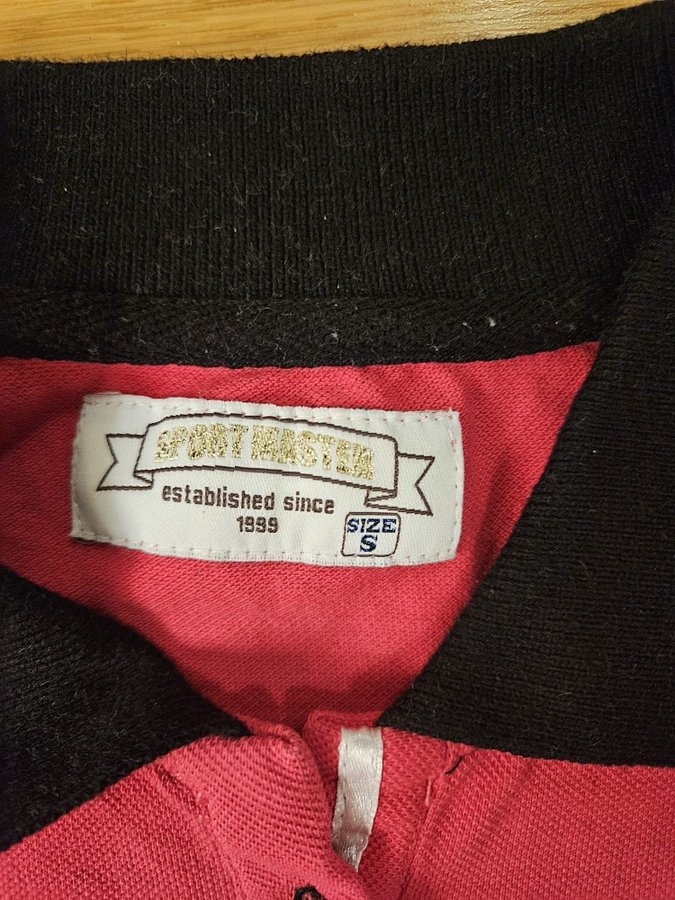 SPORT MASTER
established since
1999
SIZE
S